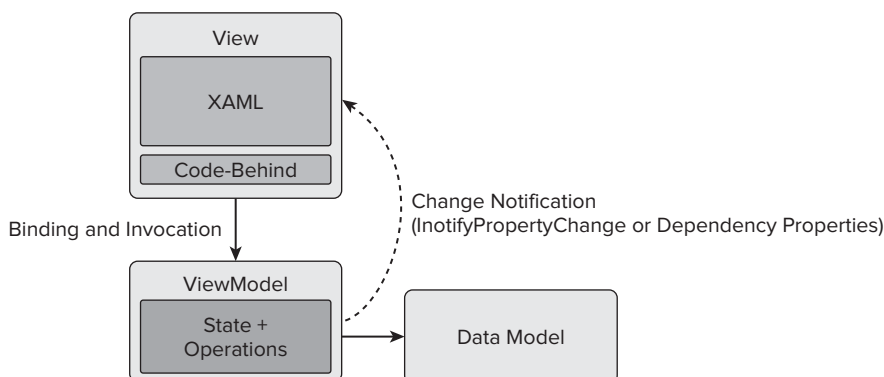 View
XAML
Code-Behind
Binding and Invocation
Change Notification
(InotifyPropertyChange or Dependency Properties)
ViewModel
State +
Operations
Data Model